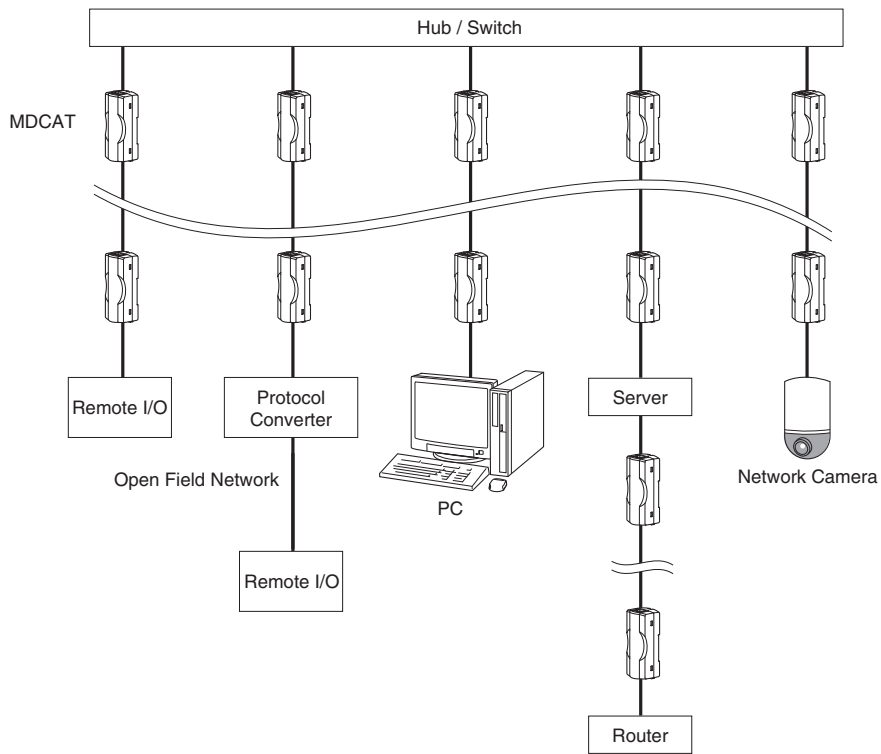 Hub / Switch
MDCAT
Remote I/O
Protocol
Converter
Server
Open Field Network
PC
Network Camera
Remote I/O
Router